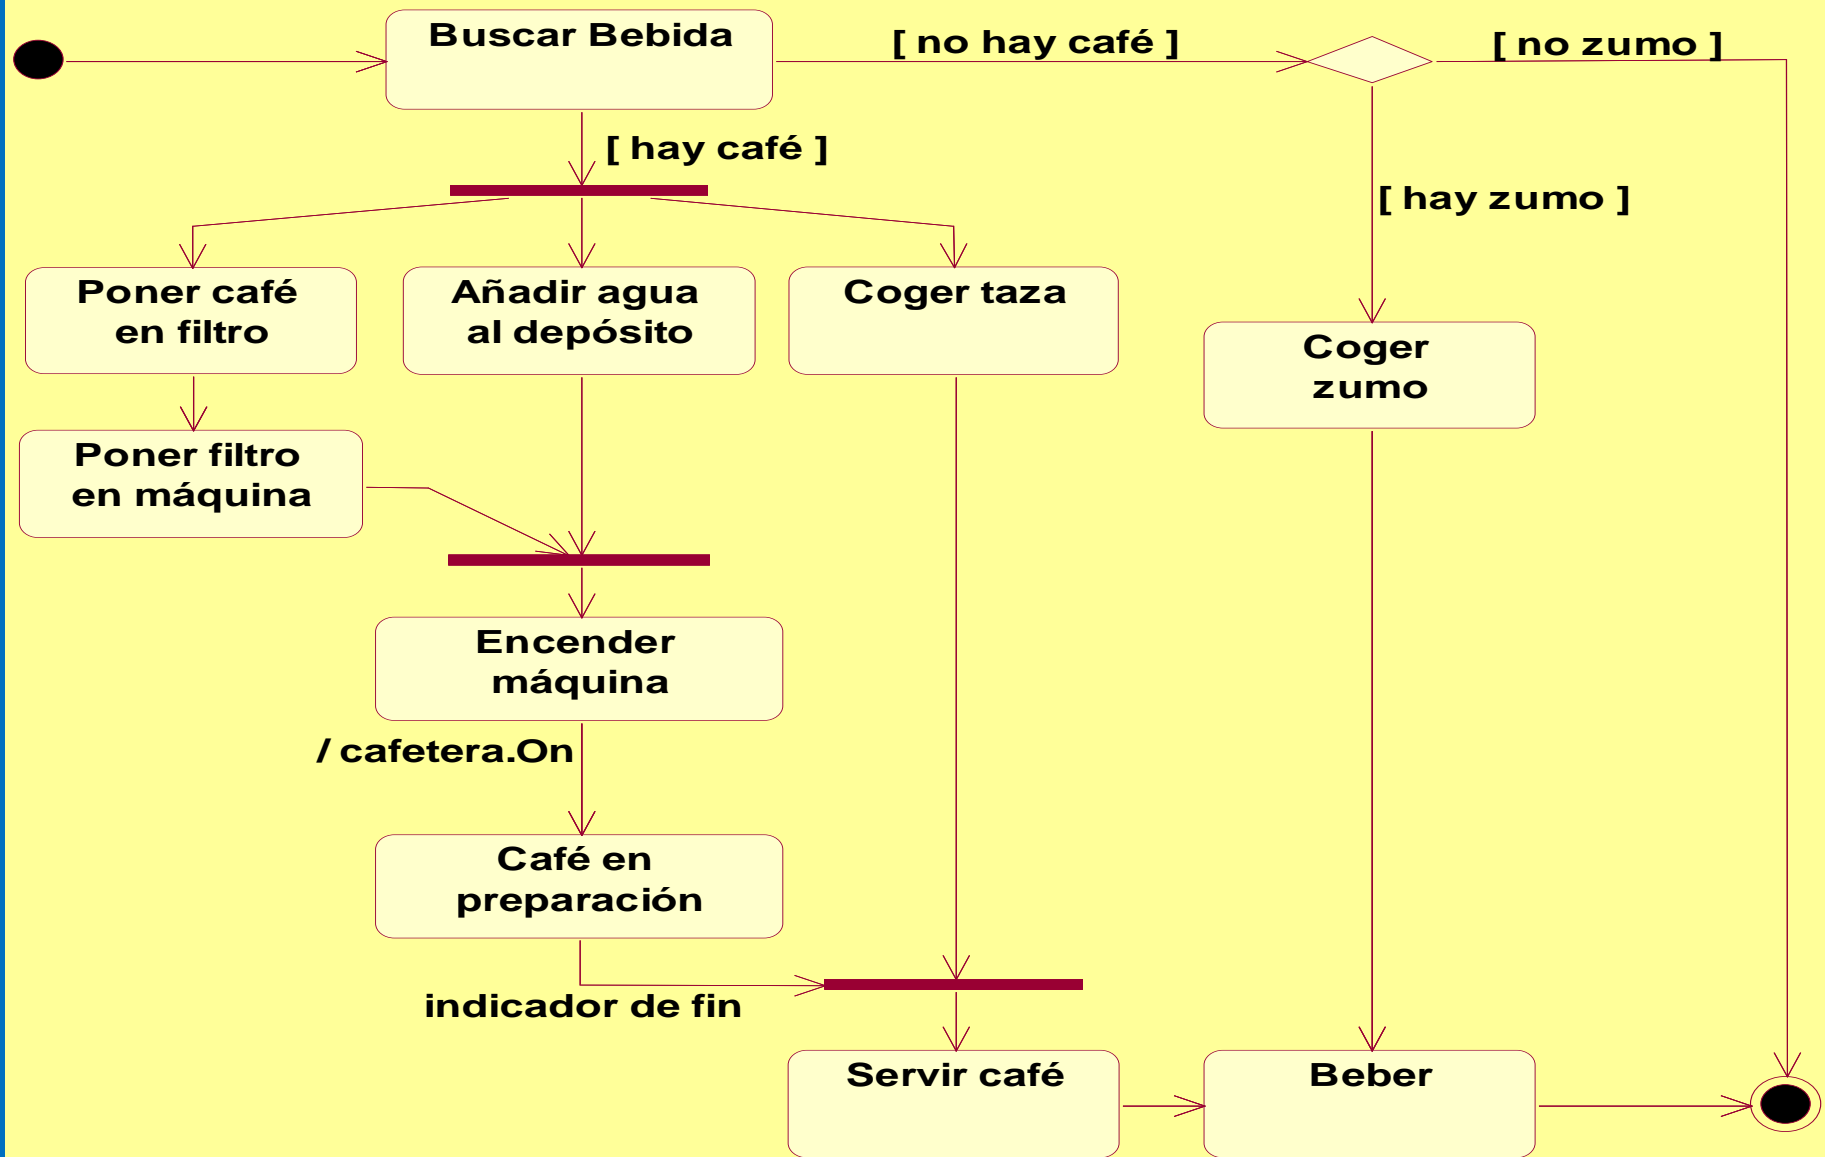 Buscar Bebida
[ no hay café ]
[ no zumo ]
[ hay café ]
[ hay zumo ]
Poner café
en filtro
Añadir agua
al depósito
Coger taza
Coger
zumo
Poner filtro
en máquina
Encender
máquina
/ cafetera.On
Café en
preparación
indicador de fin
Servir café
Beber